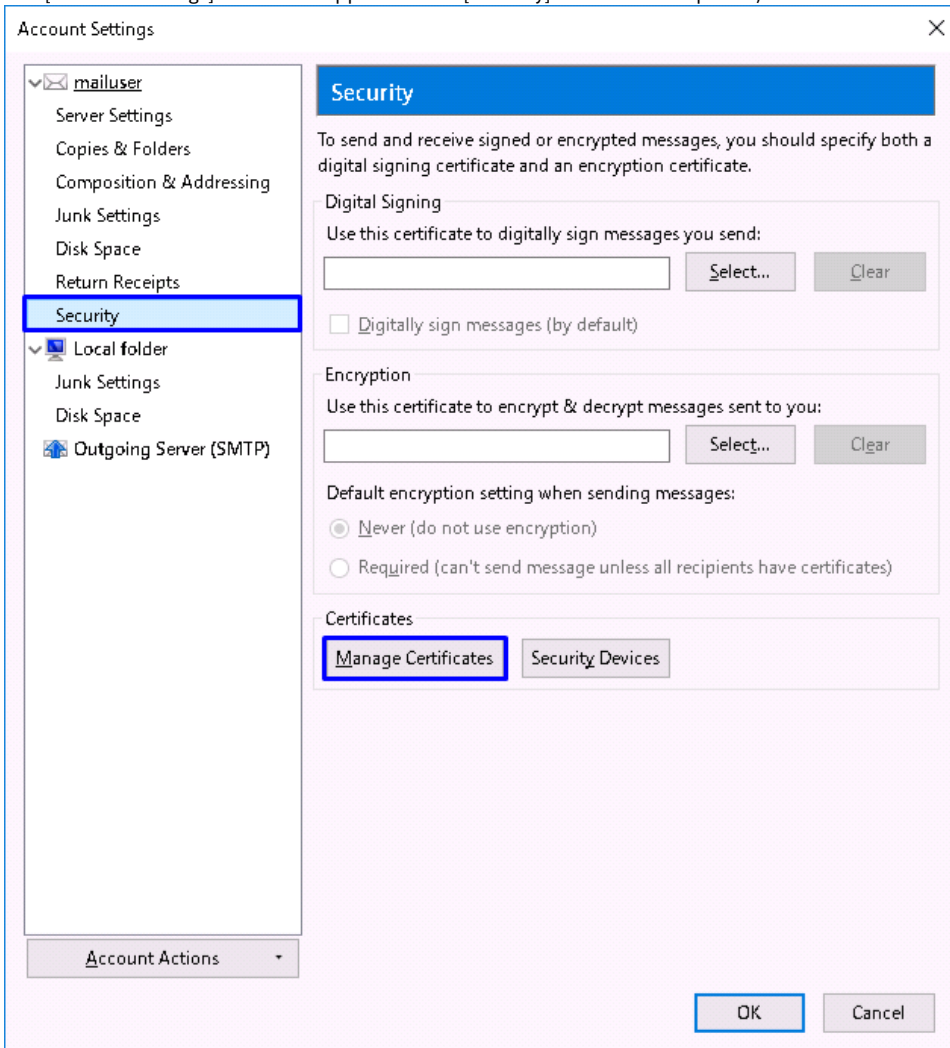 Account Settings
mailuser
Server Settings
Copies & Folders
Composition & Addressing
Junk Settings
Disk Space
Return Receipts
Security
Local folder
Junk Settings
Disk Space
Outgoing Server (SMTP)
Account Actions
Security
To send and receive signed or encrypted messages, you should specify both a
digital signing certificate and an encryption certificate.
Digital Signing
Use this certificate to digitally sign messages you send:
Select... Clear
Digitally sign messages (by default)
Encryption
Use this certificate to encrypt & decrypt messages sent to you:
Select... Clear
Default encryption setting when sending messages:
Never (do not use encryption)
Required (can't send message unless all recipients have certificates)
Certificates
Manage Certificates Security Devices
OK Cancel